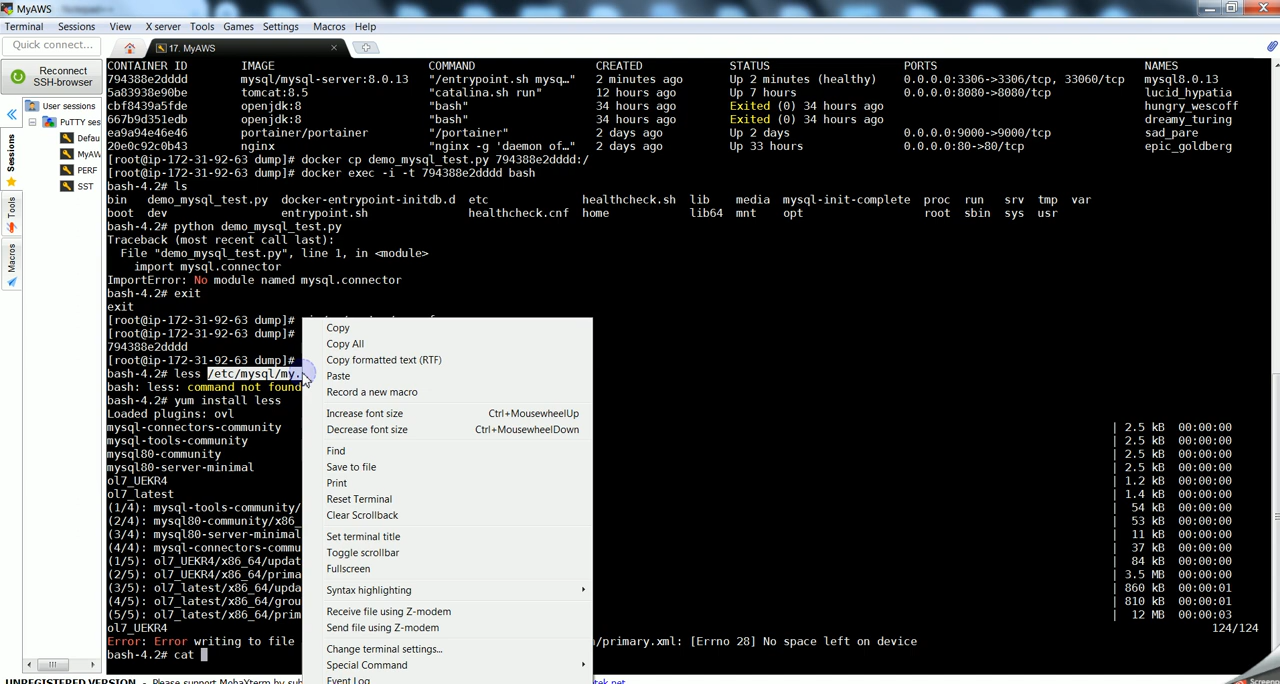 MyAWS
Terminal Sessions View X server Tools Games Settings Macros Help
Quick connect... 17. MyAWS
Reconnect
SSH-browser
User sessions
PuTTY ses
Defau
MyAW
PERF
SST
Sessions
Tools
Macros
CONTAINER ID IMAGE COMMAND CREATED STATUS PORTS NAMES
794388e2dddd mysql/mysql-server:8.0.13 "/entrypoint.sh mysq…" 2 minutes ago Up 2 minutes (healthy) 0.0.0.0:3306->3306/tcp, 33060/tcp mysql8.0.13
5a83938e90be tomcat:8.5 "catalina.sh run" 12 hours ago Up 7 hours 0.0.0.0:8080->8080/tcp lucid_hypatia
cbf8439a5fde openjdk:8 "bash" 34 hours ago Exited (0) 34 hours ago hungry_wescoff
667b9d351eb0 openjdk:8 "bash" 34 hours ago Exited (0) 34 hours ago dreamy_turing
ea9a94e46e46 portainer/portainer "/portainer" 2 days ago Up 2 days 0.0.0.0:9000->9000/tcp sad_pare
20e0c92c0b43 nginx "nginx -g 'daemon of…" 2 days ago Up 33 hours 0.0.0.0:80->80/tcp epic_goldberg
[root@ip-172-31-92-63 dump]# docker cp demo_mysql_test.py 794388e2dddd:/
[root@ip-172-31-92-63 dump]# docker exec -i -t 794388e2dddd bash
bash-4.2# ls
bin demo_mysql_test.py docker-entrypoint-initdb.d etc healthcheck.sh lib media mysql-init-complete proc run srv tmp var
boot dev entrypoint.sh healthcheck.cnf home lib64 mnt opt root sbin sys usr
bash-4.2# python demo_mysql_test.py
Traceback (most recent call last):
File "demo_mysql_test.py", line 1, in <module>
import mysql.connector
ImportError: No module named mysql.connector
bash-4.2# exit
exit
[root@ip-172-31-92-63 dump]#
[root@ip-172-31-92-63 dump]#
794388e2dddd
[root@ip-172-31-92-63 dump]#
bash-4.2# less /etc/mysql/my.
bash: less: command not found
bash-4.2# yum install less
Loaded plugins: ovl
mysql-connectors-community | 2.5 kB 00:00:00
mysql-tools-community | 2.5 kB 00:00:00
mysql80-community | 2.5 kB 00:00:00
mysql80-server-minimal | 2.5 kB 00:00:00
ol7_UEKR4 | 1.2 kB 00:00:00
ol7_latest | 1.4 kB 00:00:00
(1/4): mysql-tools-community/ | 54 kB 00:00:00
(2/4): mysql80-community/x86_ | 53 kB 00:00:00
(3/4): mysql80-server-minimal | 11 kB 00:00:00
(4/4): mysql-connectors-commu | 37 kB 00:00:00
(1/5): ol7_UEKR4/x86_64/updat | 84 kB 00:00:00
(2/5): ol7_UEKR4/x86_64/prima | 3.5 MB 00:00:00
(3/5): ol7_latest/x86_64/upda | 860 kB 00:00:01
(4/5): ol7_latest/x86_64/grou | 810 kB 00:00:01
(5/5): ol7_latest/x86_64/prim | 12 MB 00:00:03
ol7_UEKR4 124/124
Error: Error writing to file /primary.xml: [Errno 28] No space left on device
bash-4.2# cat
Copy
Copy All
Copy formatted text (RTF)
Paste
Record a new macro
Increase font size Ctrl+MousewheelUp
Decrease font size Ctrl+MousewheelDown
Find
Save to file
Print
Reset Terminal
Clear Scrollback
Set terminal title
Toggle scrollbar
Fullscreen
Syntax highlighting
Receive file using Z-modem
Send file using Z-modem
Change terminal settings...
Special Command
Event Log
UNREGISTERED VERSION - Please support MobaXterm by sub